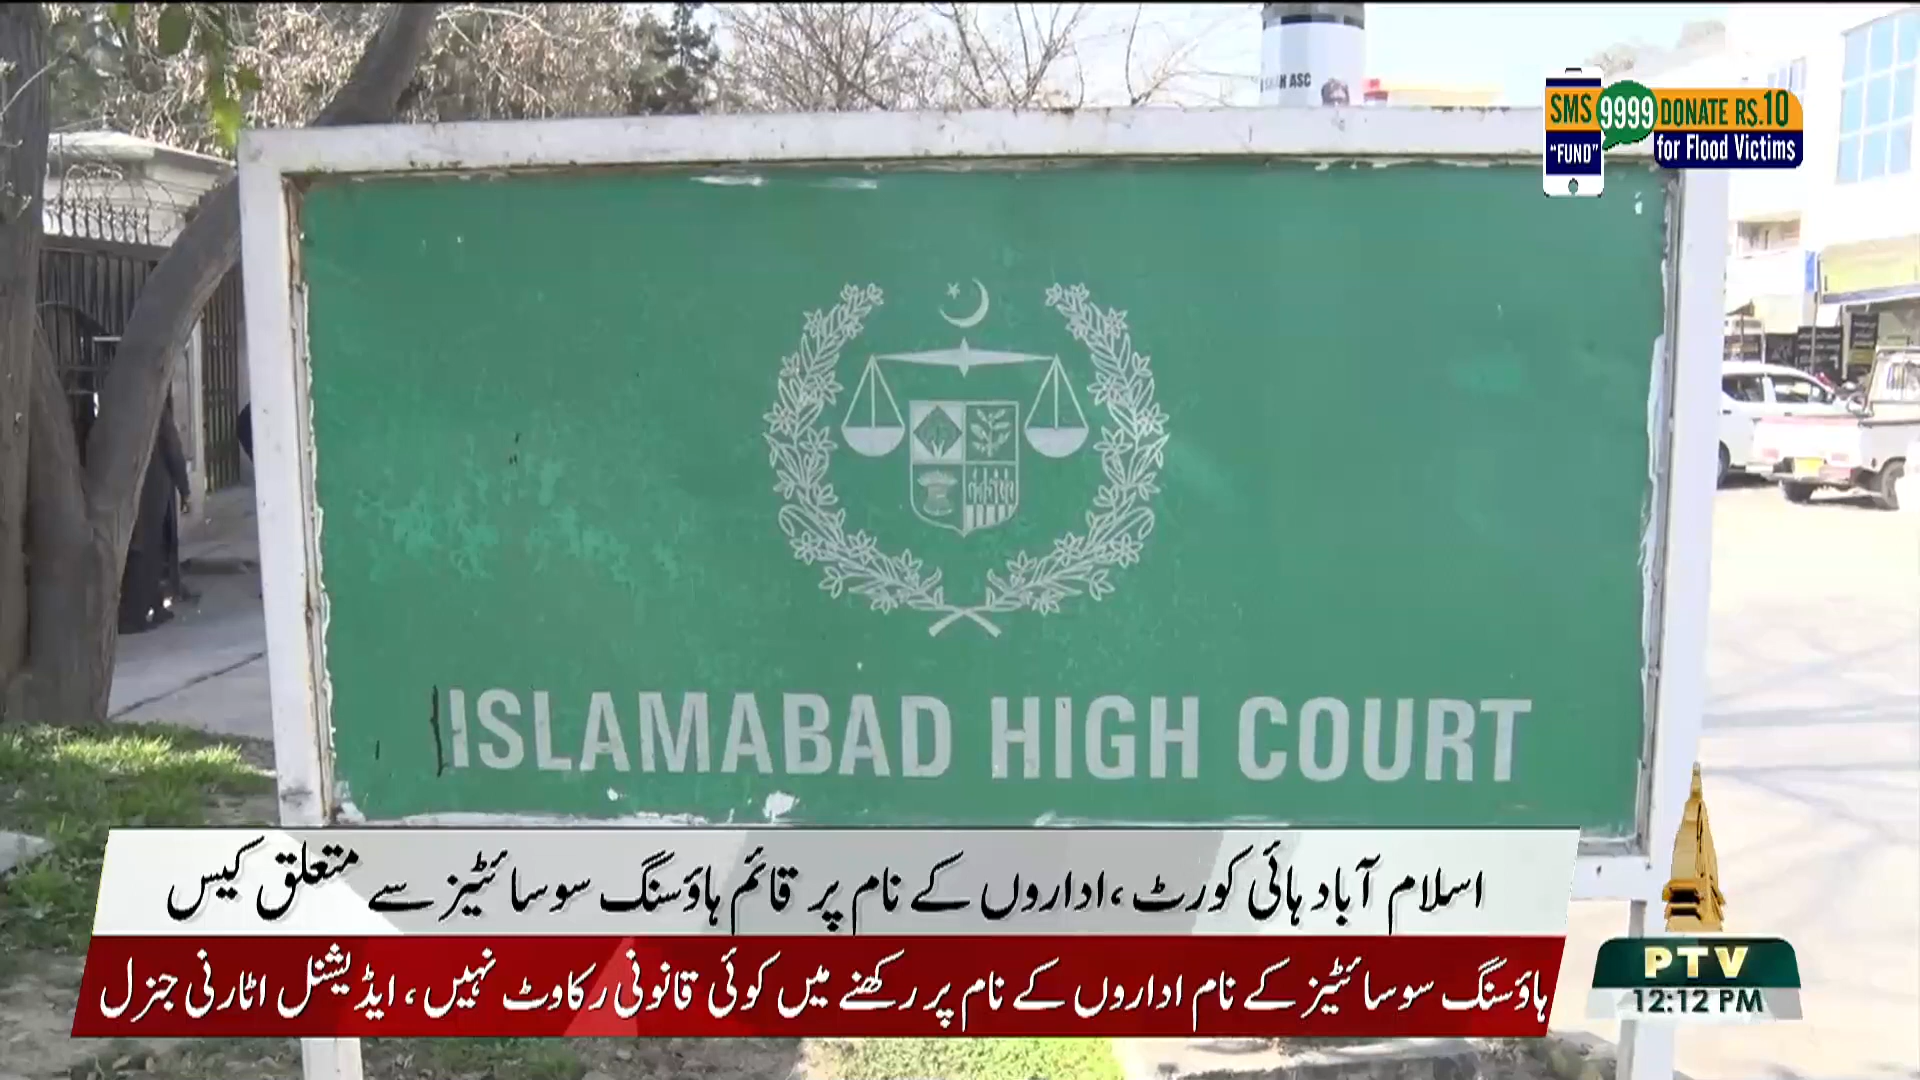 SHAH ASC
SMS 9999 DONATE RS.10
"FUND" for Flood Victims
ISLAMABAD HIGH COURT
اسلام آباد ہائی کورٹ، اداروں کے نام پر قائم ہاؤسنگ سوسائٹیز سے متعلق کیس
ہاؤسنگ سوسائٹیز کے نام اداروں کے نام پر رکھنے میں کوئی قانونی رکاوٹ نہیں، ایڈیشنل اٹارنی جنرل
PTV
12:12 PM